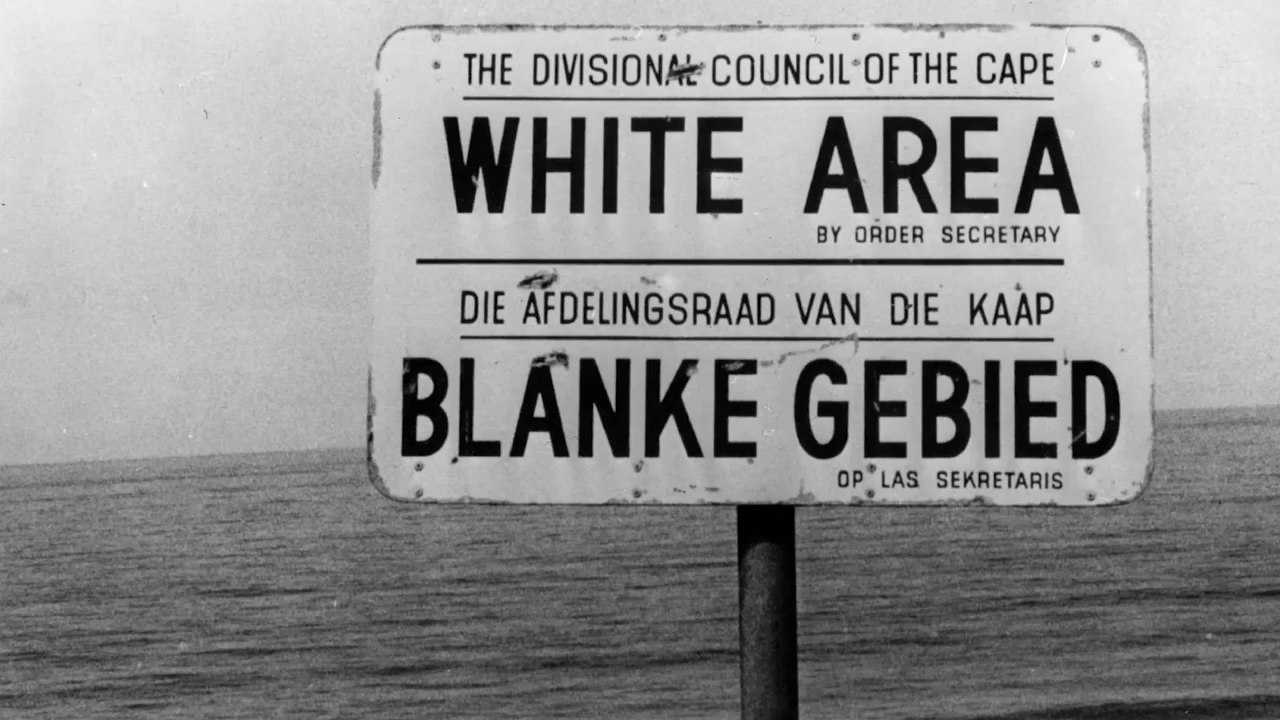 THE DIVISIONAL COUNCIL OF THE CAPE
WHITE AREA
BY ORDER SECRETARY
DIE AFDELINGSRAAD VAN DIE KAAP
BLANKE GEBIED
OP LAS SEKRETARIS